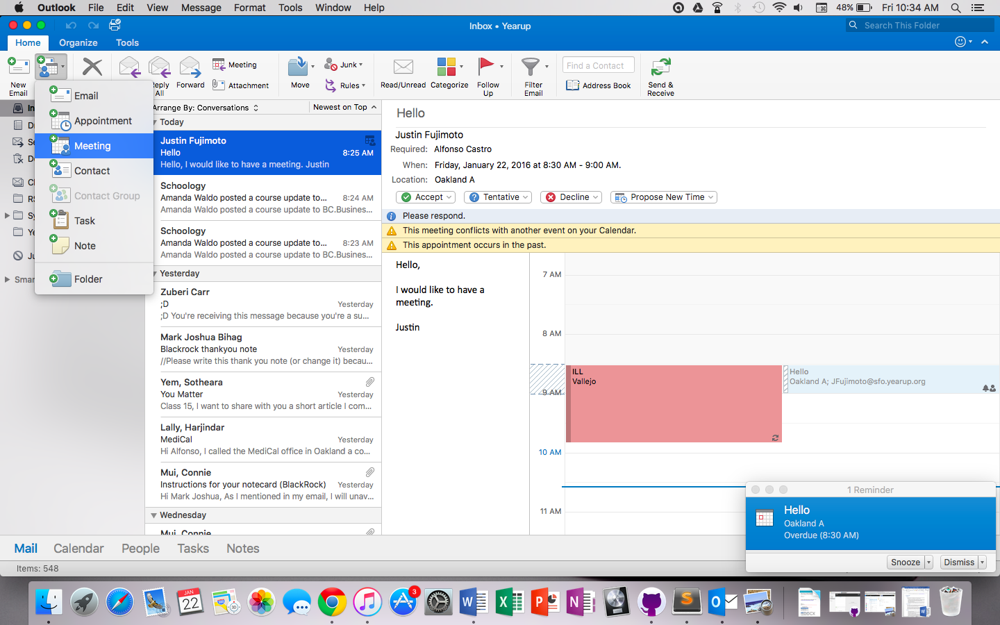 Outlook File Edit View Message Format Tools Window Help
48% Fri 10:34 AM
Inbox • Yearup
Search This Folder
Home Organize Tools
New Email
Reply All
Forward
Meeting
Attachment
Move
Junk
Rules
Read/Unread
Categorize
Follow Up
Filter Email
Find a Contact
Address Book
Send & Receive
Email
Appointment
Meeting
Contact
Contact Group
Task
Note
Folder
In
D
Se
D
Cl
RS
Sy
Ye
Ju
Smar
Arrange By: Conversations
Newest on Top
Today
Justin Fujimoto
Hello 8:25 AM
Hello, I would like to have a meeting. Justin
Schoology
Amanda Waldo posted a course update to... 8:24 AM
Amanda Waldo posted a course update to BC.Busines...
Schoology
Amanda Waldo posted a course update to... 8:23 AM
Amanda Waldo posted a course update to BC.Busines...
Yesterday
Zuberi Carr
;D Yesterday
;D You're receiving this message because you're a su...
Mark Joshua Bihag
Blackrock thankyou note Yesterday
//Please write this thank you note (or change it) becau...
Yem, Sotheara
You Matter Yesterday
Class 15, I want to share with you a short article I com...
Lally, Harjindar
MediCal Yesterday
Hi Alfonso, I called the MediCal office in Oakland a co...
Mui, Connie
Instructions for your notecard (BlackRock) Yesterday
Hi Mark Joshua, As I mentioned in my email, I will unav...
Wednesday
Mui, Connie
Hello
Justin Fujimoto
Required: Alfonso Castro
When: Friday, January 22, 2016 at 8:30 AM - 9:00 AM.
Location: Oakland A
Accept Tentative Decline Propose New Time
Please respond.
This meeting conflicts with another event on your Calendar.
This appointment occurs in the past.
Hello,
I would like to have a
meeting.
Justin
7 AM
8 AM
9 AM
10 AM
11 AM
ILL
Vallejo
Hello
Oakland A; JFujimoto@sfo.yearup.org
1 Reminder
Hello
Oakland A
Overdue (8:30 AM)
Snooze Dismiss
Mail Calendar People Tasks Notes
Items: 548
JAN
22
3D
3
DOCX